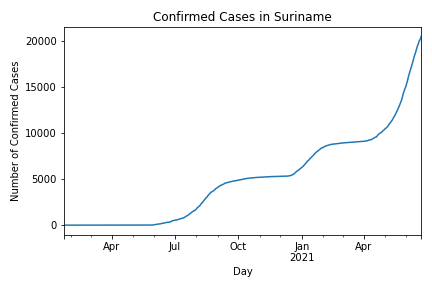 Confirmed Cases in Suriname
20000
15000
10000
5000
0
Number of Confirmed Cases
Apr
Jul
Oct
Jan
2021
Apr
Day